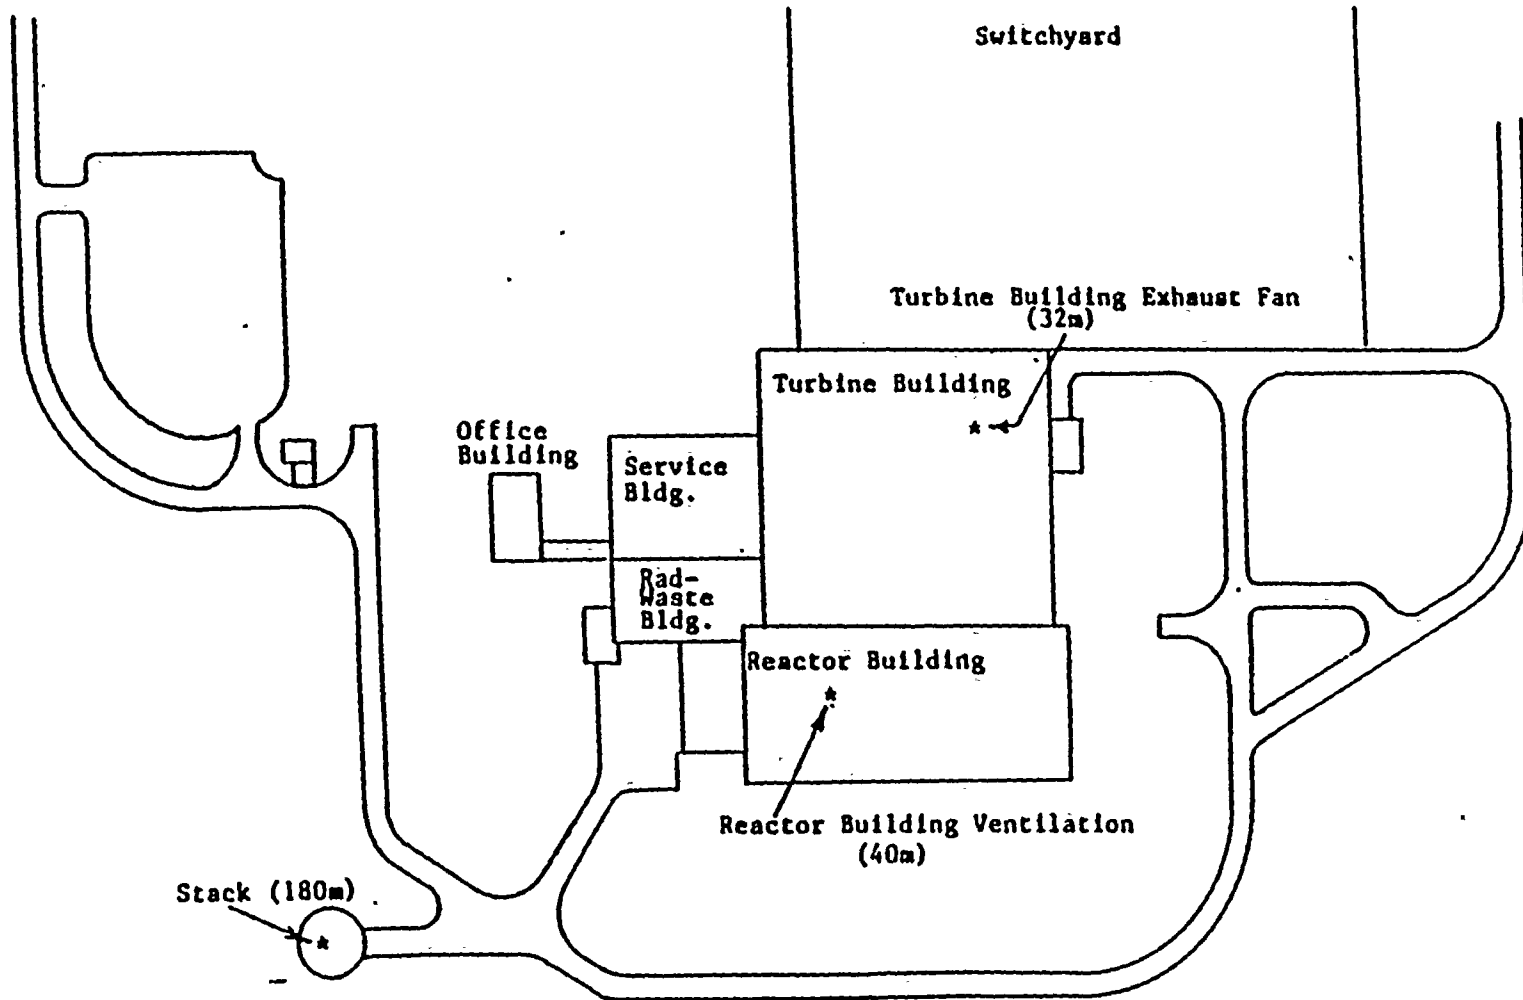 Switchyard
Turbine Building Exhaust Fan
(32m)
Turbine Building
Office
Building
Service
Bldg.
Rad-
Waste
Bldg.
Reactor Building
Reactor Building Ventilation
(40m)
Stack (180m)